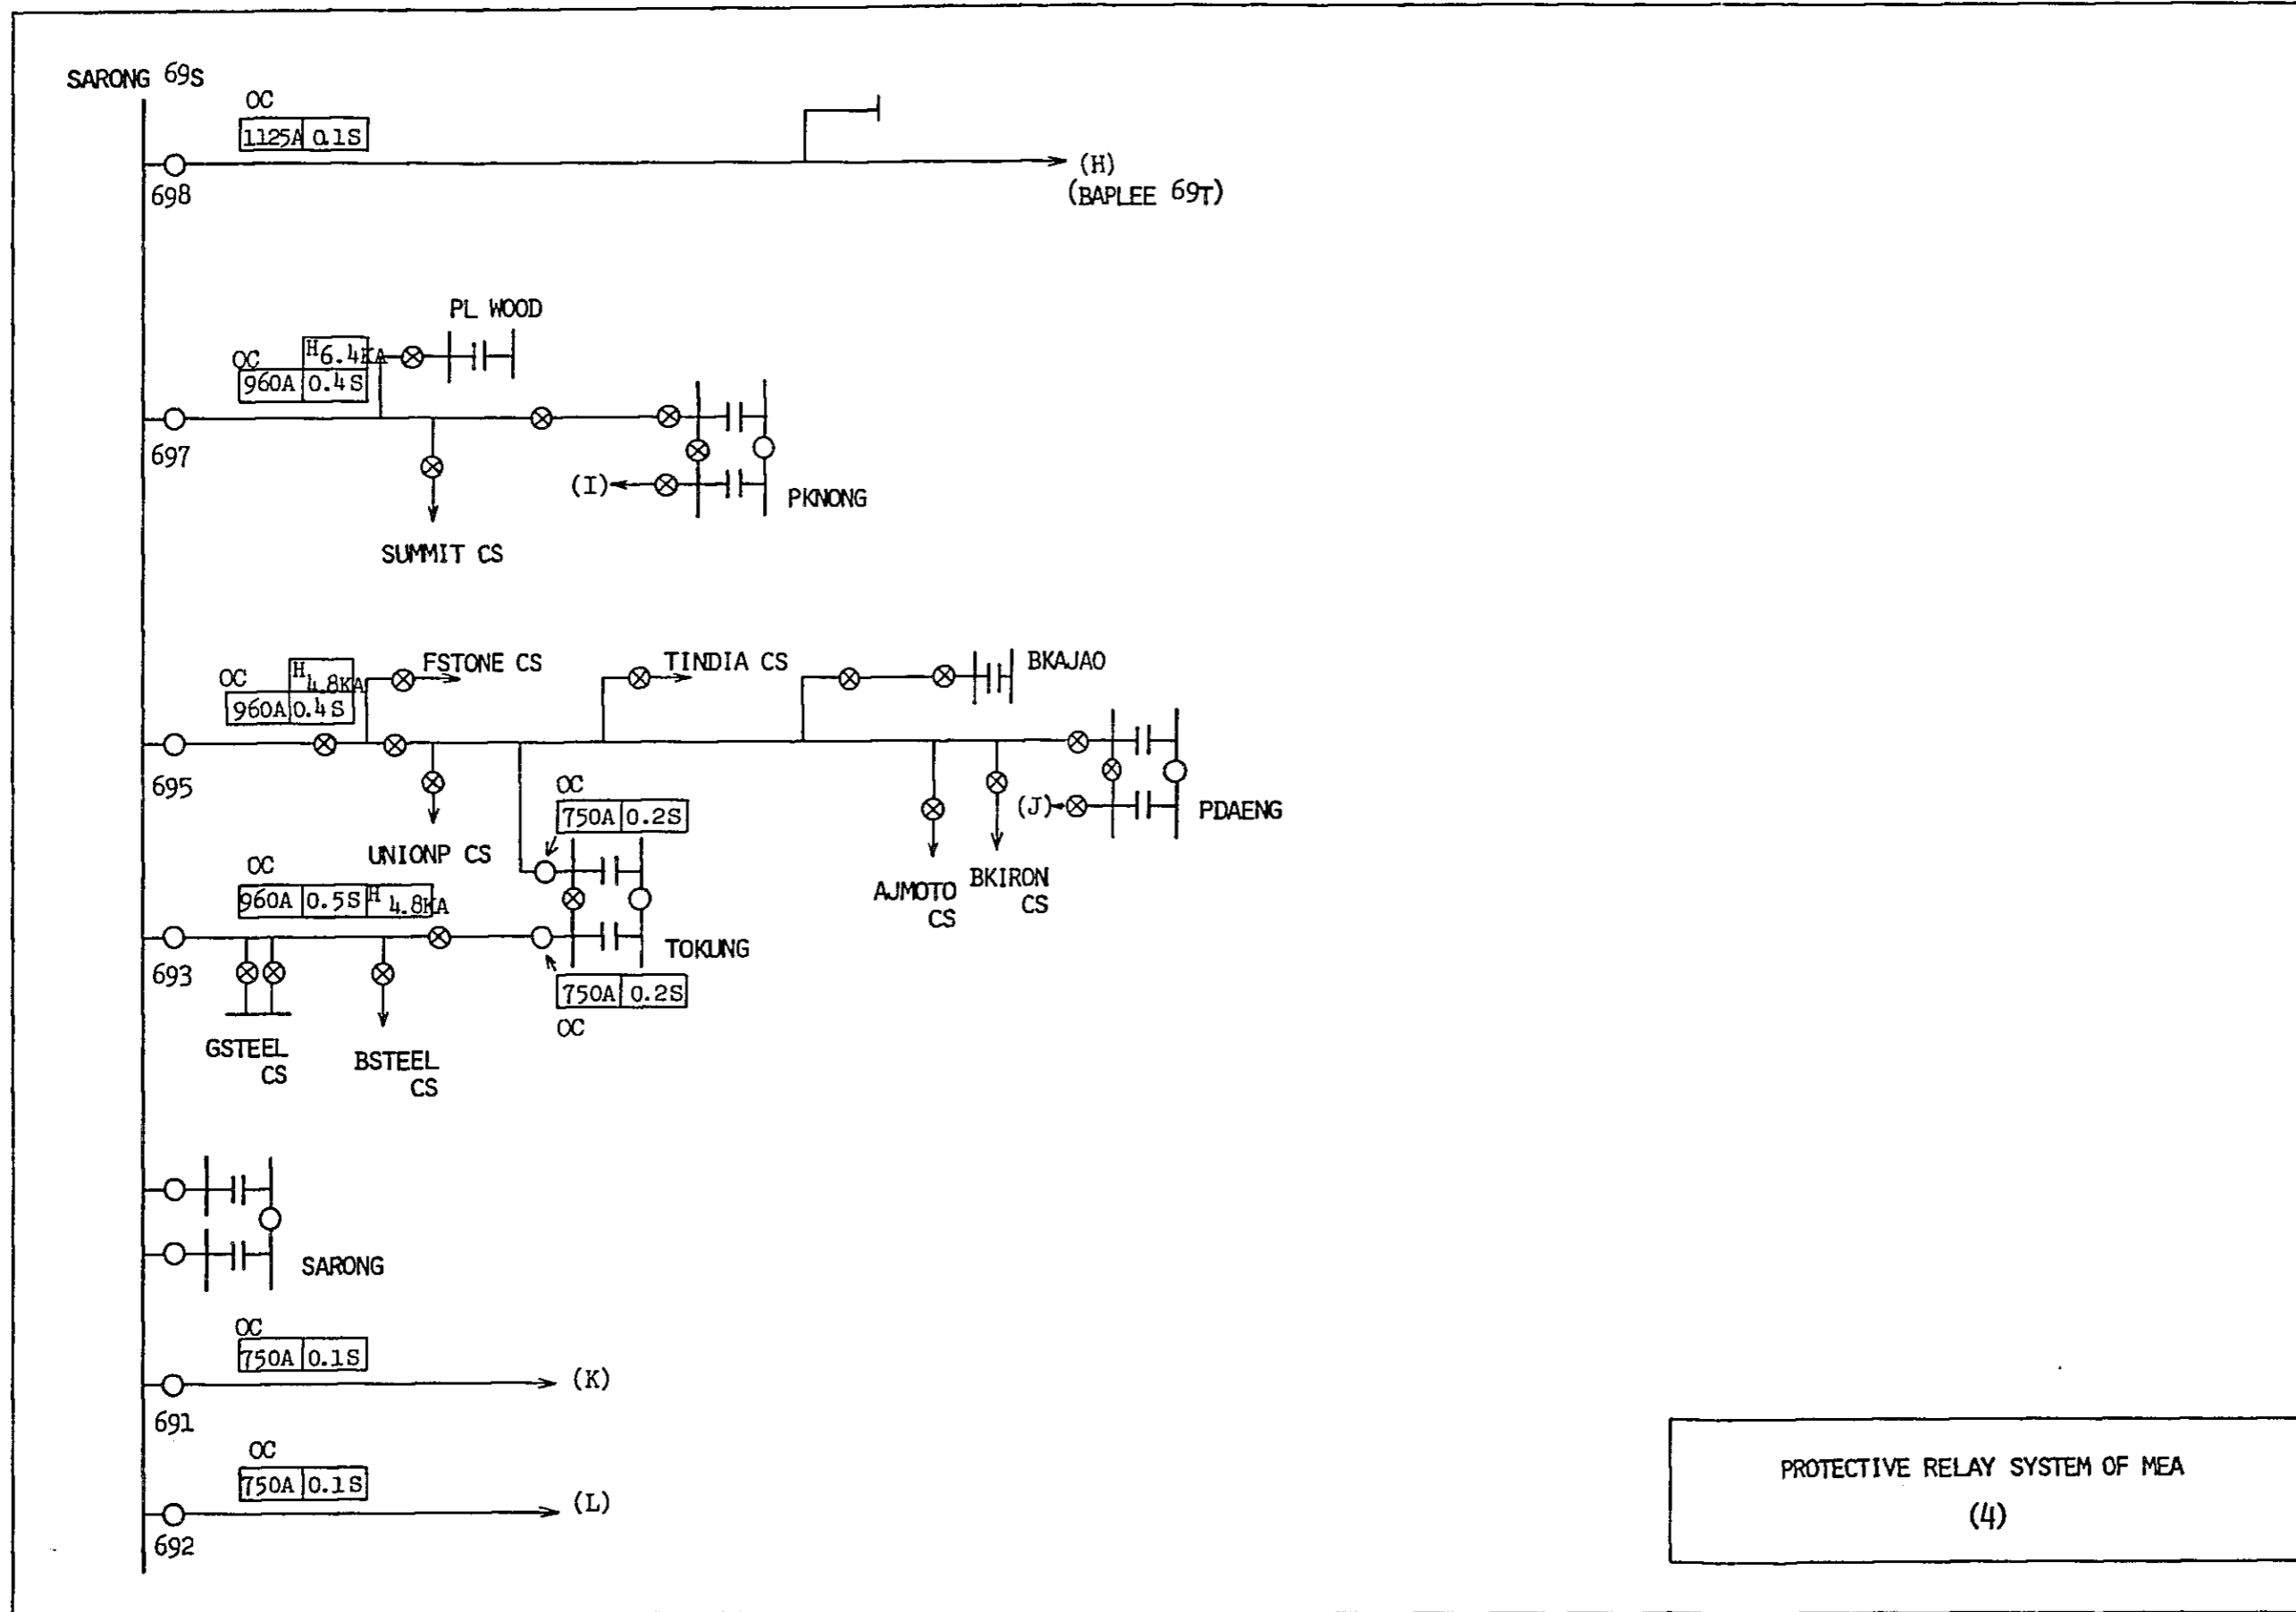 SARONG 69S
OC
1125A 0.1S
698
(H)
(BAPLEE 69T)
PL WOOD
H6.4KA
OC
960A 0.4S
697
(I)
PKNONG
SUMMIT CS
FSTONE CS
TINDIA CS
BKAJAO
H4.8KA
OC
960A 0.4S
695
OC
750A 0.2S
(J)
PDAENG
UNIONP CS
AJMOTO
CS
BKIRON
CS
OC
960A 0.5S H 4.8KA
693
TOKUNG
750A 0.2S
OC
GSTEEL
CS
BSTEEL
CS
SARONG
OC
750A 0.1S
(K)
691
OC
750A 0.1S
(L)
692
PROTECTIVE RELAY SYSTEM OF MEA
(4)